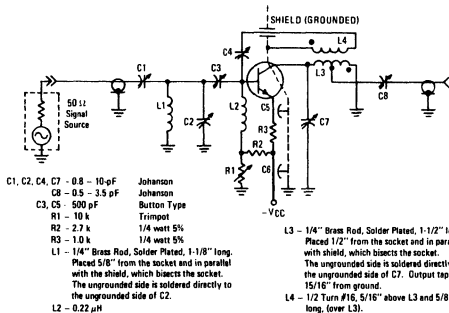 SHIELD (GROUNDED)
L4
C4
C1
C3
L3
C8
50 Ω
Signal
Source
L1
C2
L2
C5
R3
C7
R2
R1
C6
-VCC
C1, C2, C4, C7 - 0.8 - 10-pF Johanson
C8 - 0.5 - 3.5 pF Johanson
C3, C5 - 500 pF Button Type
R1 - 10 k Trimpot
R2 - 2.7 k 1/4 watt 5%
R3 - 1.0 k 1/4 watt 5%
L1 - 1/4" Brass Rod, Solder Plated, 1-1/8" long.
Placed 5/8" from the socket and in parallel
with the shield, which bisects the socket.
The ungrounded side is soldered directly to
the ungrounded side of C2.
L2 - 0.22 μH
L3 - 1/4" Brass Rod, Solder Plated, 1-1/2" l
Placed 1/2" from the socket and in para
with shield, which bisects the socket.
The ungrounded side is soldered directl
the ungrounded side of C7. Output tap
15/16" from ground.
L4 - 1/2 Turn #16, 5/16" above L3 and 5/8
long, (over L3).